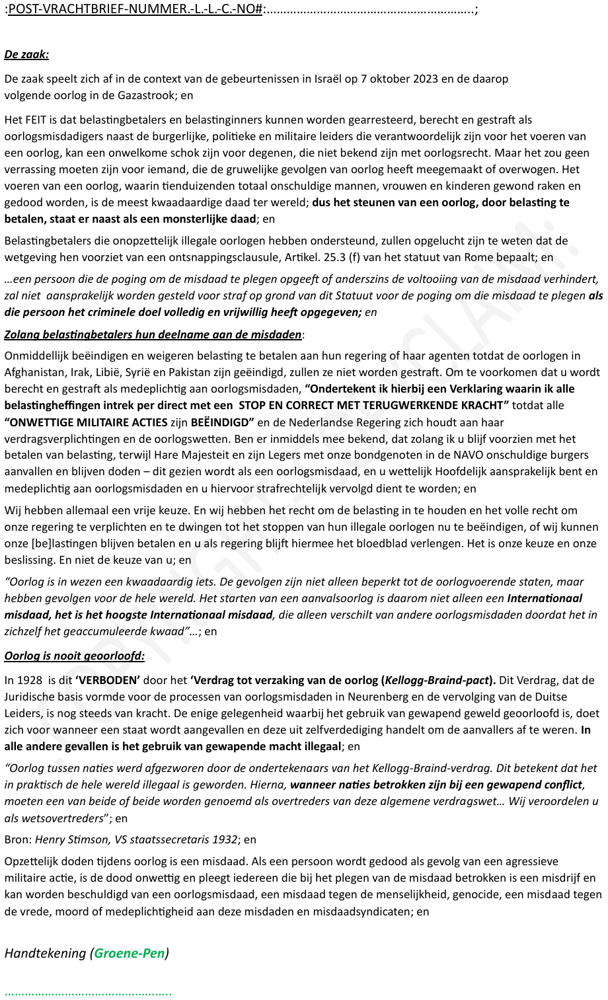 :POST-VRACHTBRIEF-NUMMER.-L.-L.-C.-NO#:……………………………………………………..;
De zaak:
De zaak speelt zich af in de context van de gebeurtenissen in Israël op 7 oktober 2023 en de daarop
volgende oorlog in de Gazastrook; en
Het FEIT is dat belastingbetalers en belastinginners kunnen worden gearresteerd, berecht en gestraft als
oorlogsmisdadigers naast de burgerlijke, politieke en militaire leiders die verantwoordelijk zijn voor het voeren van
een oorlog, kan een onwelkome schok zijn voor degenen, die niet bekend zijn met oorlogsrecht. Maar het zou geen
verrassing moeten zijn voor iemand, die de gruwelijke gevolgen van oorlog heeft meegemaakt of overwogen. Het
voeren van een oorlog, waarin tienduizenden totaal onschuldige mannen, vrouwen en kinderen gewond raken en
gedood worden, is de meest kwaadaardige daad ter wereld; dus het steunen van een oorlog, door belasting te
betalen, staat er naast als een monsterlijke daad; en
Belastingbetalers die onopzettelijk illegale oorlogen hebben ondersteund, zullen opgelucht zijn te weten dat de
wetgeving hen voorziet van een ontsnappingsclausule, Artikel. 25.3 (f) van het statuut van Rome bepaalt; en
…een persoon die de poging om de misdaad te plegen opgeeft of anderszins de voltooiing van de misdaad verhindert,
zal niet aansprakelijk worden gesteld voor straf op grond van dit Statuut voor de poging om die misdaad te plegen als
die persoon het criminele doel volledig en vrijwillig heeft opgegeven; en
Zolang belastingbetalers hun deelname aan de misdaden:
Onmiddellijk beëindigen en weigeren belasting te betalen aan hun regering of haar agenten totdat de oorlogen in
Afghanistan, Irak, Libië, Syrië en Pakistan zijn geëindigd, zullen ze niet worden gestraft. Om te voorkomen dat u wordt
berecht en gestraft als medeplichtig aan oorlogsmisdaden, “Ondertekent ik hierbij een Verklaring waarin ik alle
belastingheffingen intrek per direct met een STOP EN CORRECT MET TERUGWERKENDE KRACHT” totdat alle
“ONWETTIGE MILITAIRE ACTIES zijn BEËINDIGD” en de Nederlandse Regering zich houdt aan haar
verdragsverplichtingen en de oorlogswetten. Ben er inmiddels mee bekend, dat zolang ik u blijf voorzien met het
betalen van belasting, terwijl Hare Majesteit en zijn Legers met onze bondgenoten in de NAVO onschuldige burgers
aanvallen en blijven doden – dit gezien wordt als een oorlogsmisdaad, en u wettelijk Hoofdelijk aansprakelijk bent en
medeplichtig aan oorlogsmisdaden en u hiervoor strafrechtelijk vervolgd dient te worden; en
Wij hebben allemaal een vrije keuze. En wij hebben het recht om de belasting in te houden en het volle recht om
onze regering te verplichten en te dwingen tot het stoppen van hun illegale oorlogen nu te beëindigen, of wij kunnen
onze [be]lastingen blijven betalen en u als regering blijft hiermee het bloedblad verlengen. Het is onze keuze en onze
beslissing. En niet de keuze van u; en
“Oorlog is in wezen een kwaadaardig iets. De gevolgen zijn niet alleen beperkt tot de oorlogvoerende staten, maar
hebben gevolgen voor de hele wereld. Het starten van een aanvalsoorlog is daarom niet alleen een Internationaal
misdaad, het is het hoogste Internationaal misdaad, die alleen verschilt van andere oorlogsmisdaden doordat het in
zichzelf het geaccumuleerde kwaad”…; en
Oorlog is nooit geoorloofd:
In 1928 is dit ‘VERBODEN’ door het ‘Verdrag tot verzaking van de oorlog (Kellogg-Braind-pact). Dit Verdrag, dat de
Juridische basis vormde voor de processen van oorlogsmisdaden in Neurenberg en de vervolging van de Duitse
Leiders, is nog steeds van kracht. De enige gelegenheid waarbij het gebruik van gewapend geweld geoorloofd is, doet
zich voor wanneer een staat wordt aangevallen en deze uit zelfverdediging handelt om de aanvallers af te weren. In
alle andere gevallen is het gebruik van gewapende macht illegaal; en
“Oorlog tussen naties werd afgezworen door de ondertekenaars van het Kellogg-Braind-verdrag. Dit betekent dat het
in praktisch de hele wereld illegaal is geworden. Hierna, wanneer naties betrokken zijn bij een gewapend conflict,
moeten een van beide of beide worden genoemd als overtreders van deze algemene verdragswet… Wij veroordelen u
als wetsovertreders”; en
Bron: Henry Stimson, VS staatssecretaris 1932; en
Opzettelijk doden tijdens oorlog is een misdaad. Als een persoon wordt gedood als gevolg van een agressieve
militaire actie, is de dood onwettig en pleegt iedereen die bij het plegen van de misdaad betrokken is een misdrijf en
kan worden beschuldigd van een oorlogsmisdaad, een misdaad tegen de menselijkheid, genocide, een misdaad tegen
de vrede, moord of medeplichtigheid aan deze misdaden en misdaadsyndicaten; en
Handtekening (Groene-Pen)
…………………………………………..
:COPYRIGHT-COPYCLAIM: